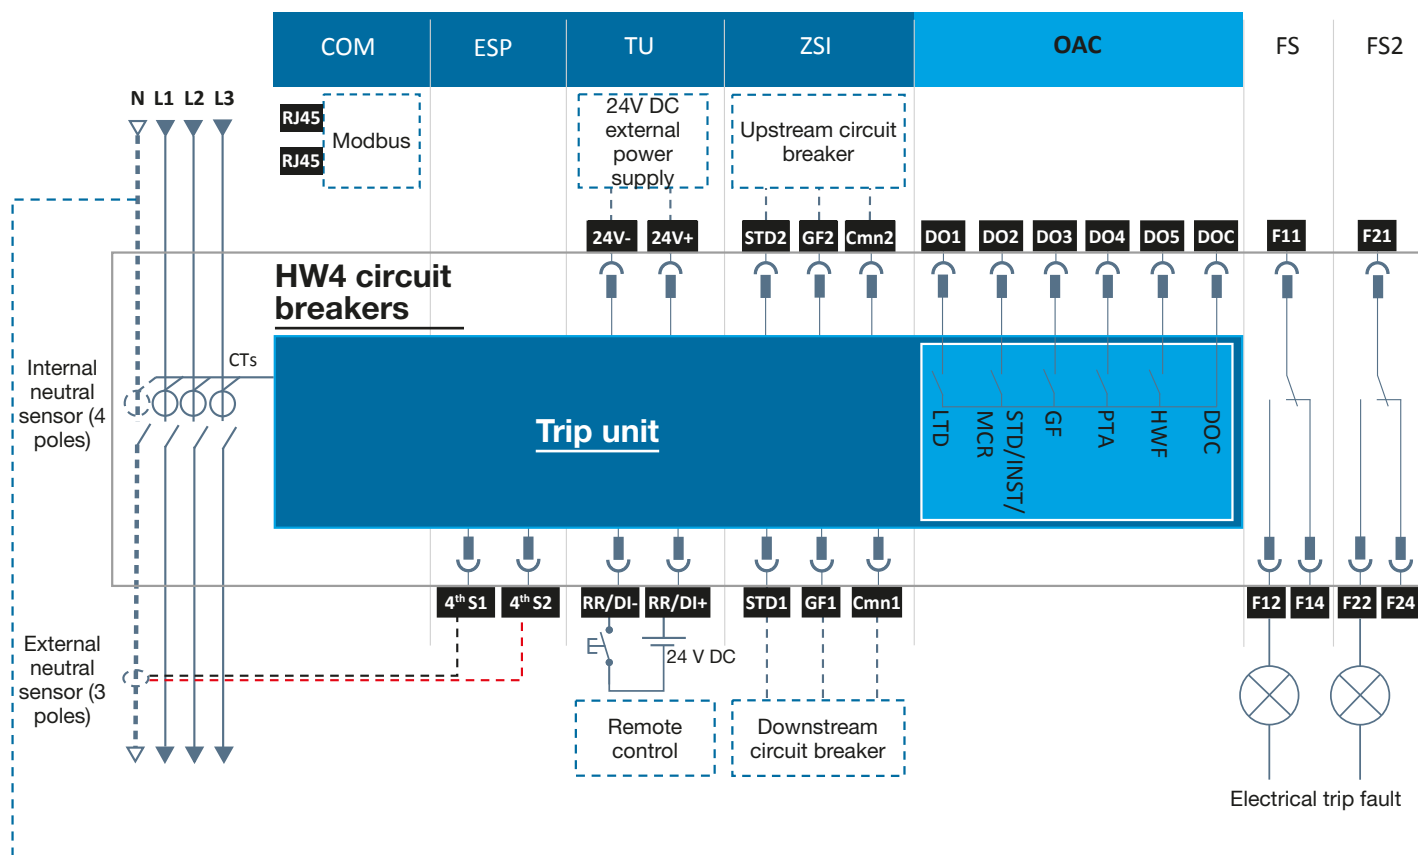 COM ESP TU ZSI OAC FS FS2
N L1 L2 L3
RJ45
RJ45
Modbus
24V DC
external
power
supply
Upstream circuit
breaker
24V- 24V+ STD2 GF2 Cmn2 DO1 DO2 DO3 DO4 DO5 DOC F11 F21
HW4 circuit
breakers
CTs
Internal
neutral
sensor (4
poles)
Trip unit
LTD
STD/INST/
MCR
GF
PTA
HWF
DOC
4th S1 4th S2 RR/DI- RR/DI+ STD1 GF1 Cmn1 F12 F14 F22 F24
External
neutral
sensor (3
poles)
24 V DC
Remote
control
Downstream
circuit breaker
Electrical trip fault